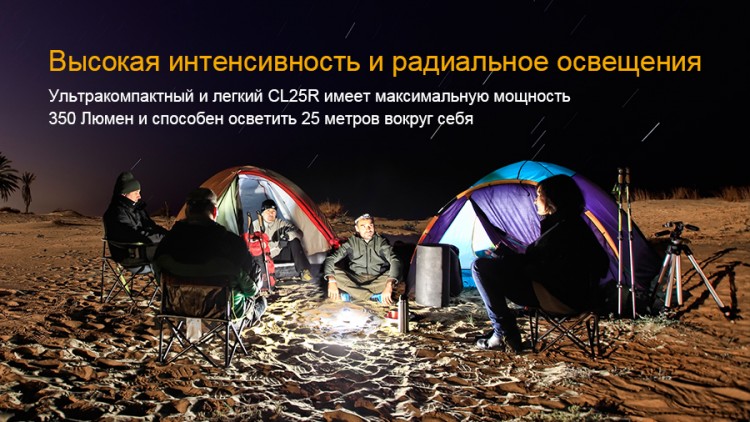 Высокая интенсивность и радиальное освещения
Ультракомпактный и легкий CL25R имеет максимальную мощность
350 Люмен и способен осветить 25 метров вокруг себя